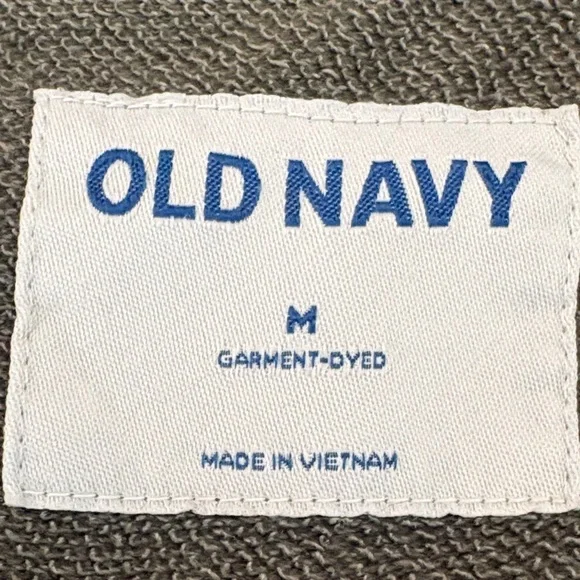 OLD NAVY
M
GARMENT-DYED
MADE IN VIETNAM